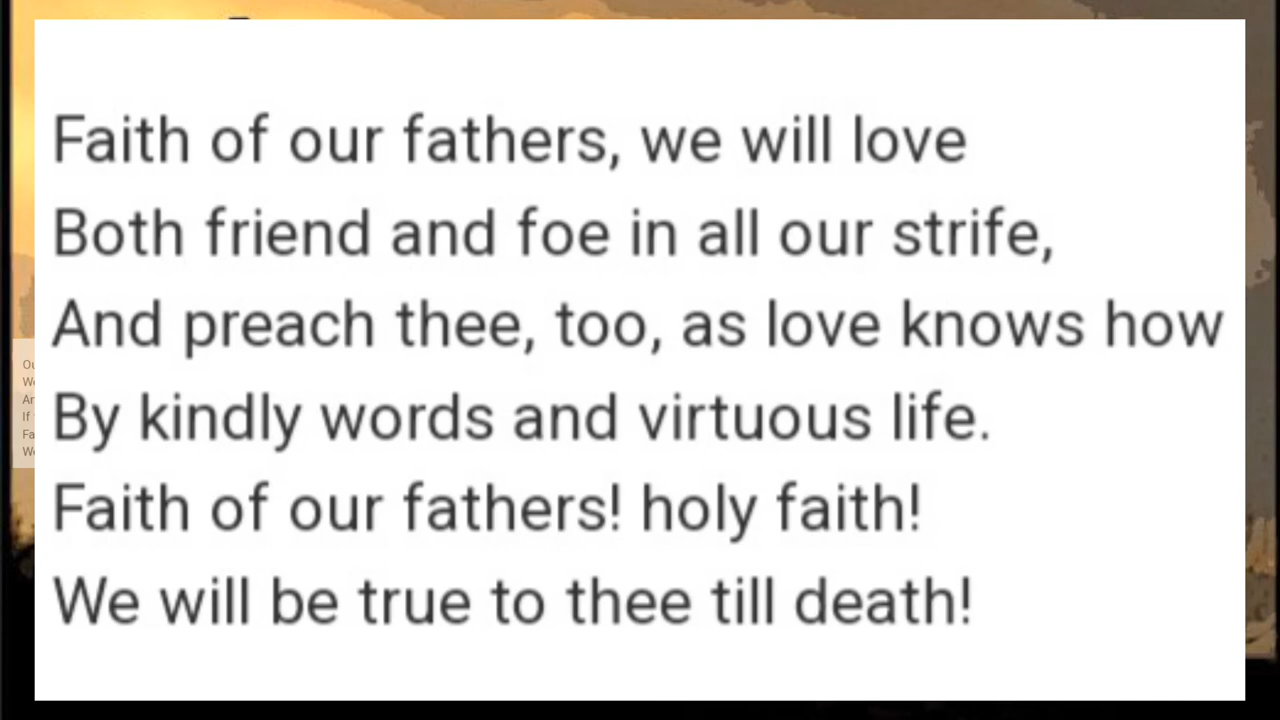 Faith of our fathers, we will love
Both friend and foe in all our strife,
And preach thee, too, as love knows how
By kindly words and virtuous life.
Faith of our fathers! holy faith!
We will be true to thee till death!